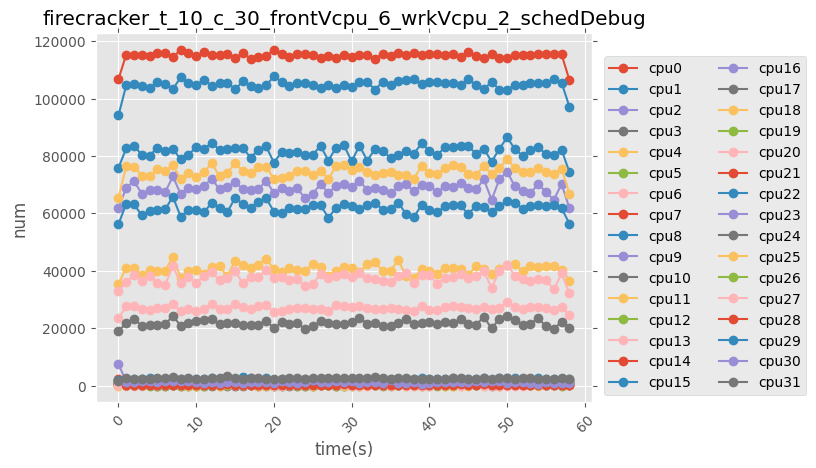 firecracker_t_10_c_30_frontVcpu_6_wrkVcpu_2_schedDebug
120000
100000
80000
60000
40000
20000
0
num
0
10
20
30
40
50
60
time(s)
cpu0
cpu1
cpu2
cpu3
cpu4
cpu5
cpu6
cpu7
cpu8
cpu9
cpu10
cpu11
cpu12
cpu13
cpu14
cpu15
cpu16
cpu17
cpu18
cpu19
cpu20
cpu21
cpu22
cpu23
cpu24
cpu25
cpu26
cpu27
cpu28
cpu29
cpu30
cpu31